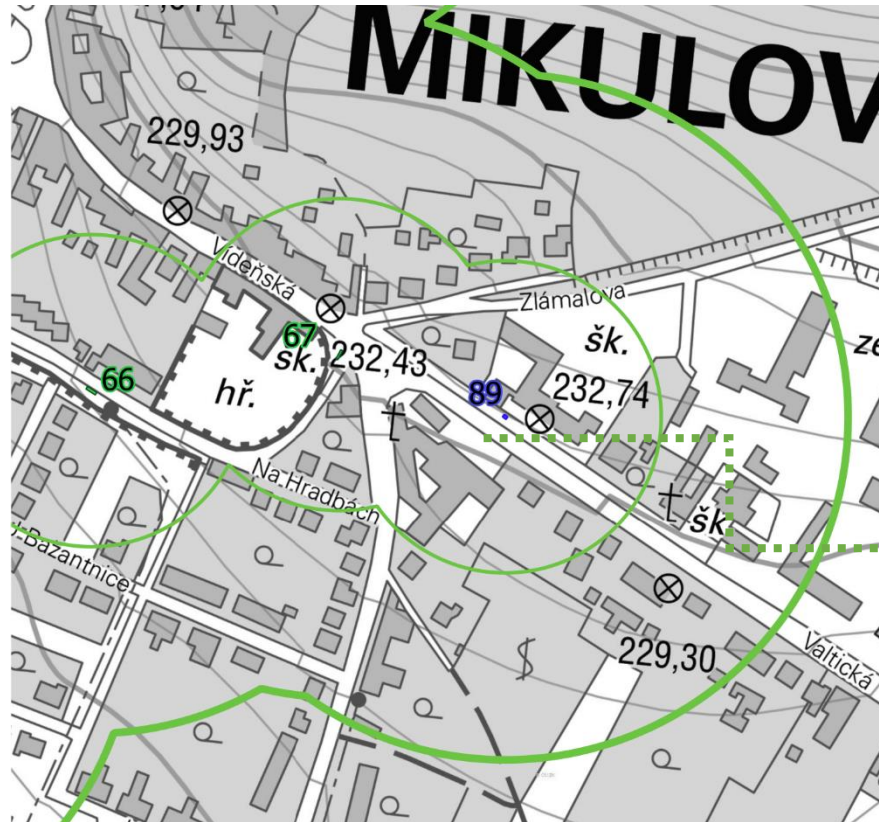 MIKULOV
229,93
Vídeňská
Zlámalova
67
šk.
232,43
šk.
ze
66
hř.
89
232,74
Na Hradbách
šk
Bažantnice
229,30
Valtická